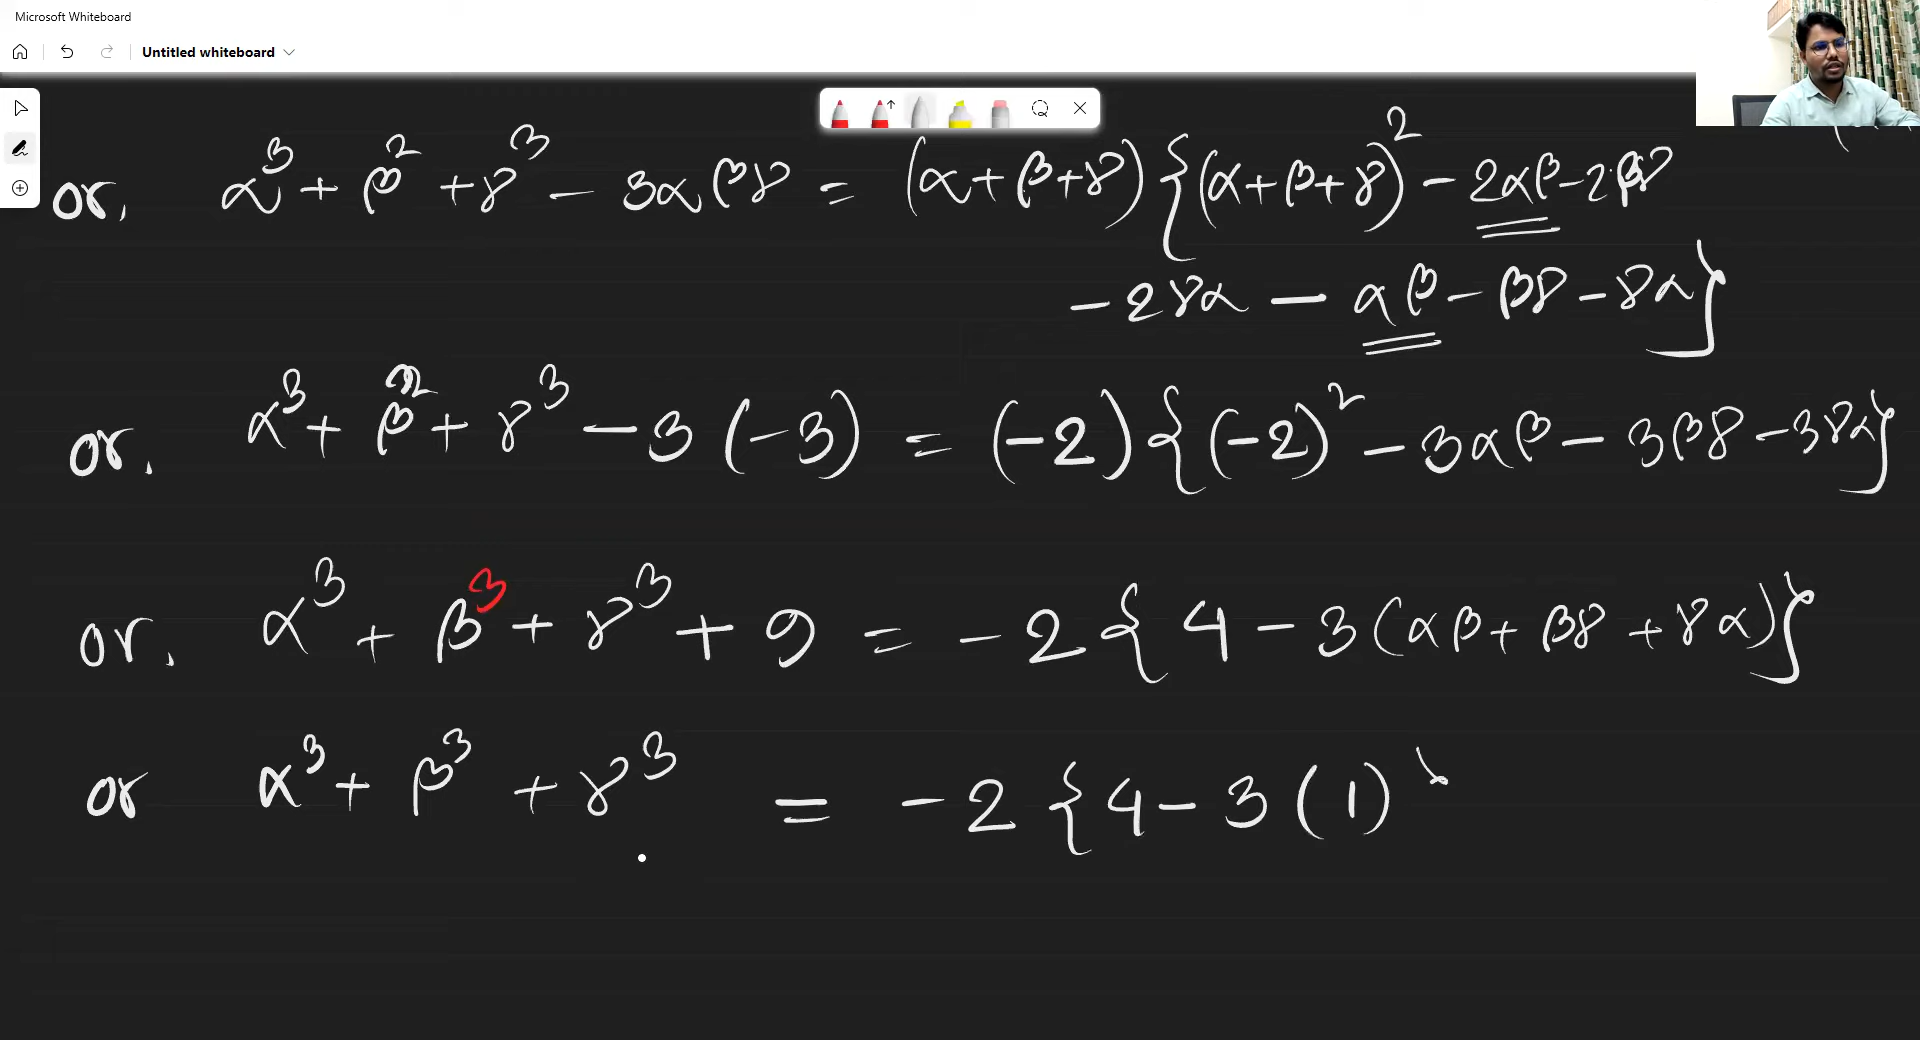 Microsoft Whiteboard
Untitled whiteboard
or, α³ + β² + γ³ - 3αβγ = (α+β+γ){(α+β+γ)² - 2αβ - 2βγ
- 2γα - αβ - βγ - γα}
or. α³ + β² + γ³ - 3(-3) = (-2){(-2)² - 3αβ - 3βγ - 3γα}
or. α³ + β³ + γ³ + 9 = -2{4 - 3(αβ + βγ + γα)}
or α³ + β³ + γ³ = -2{4 - 3(1)